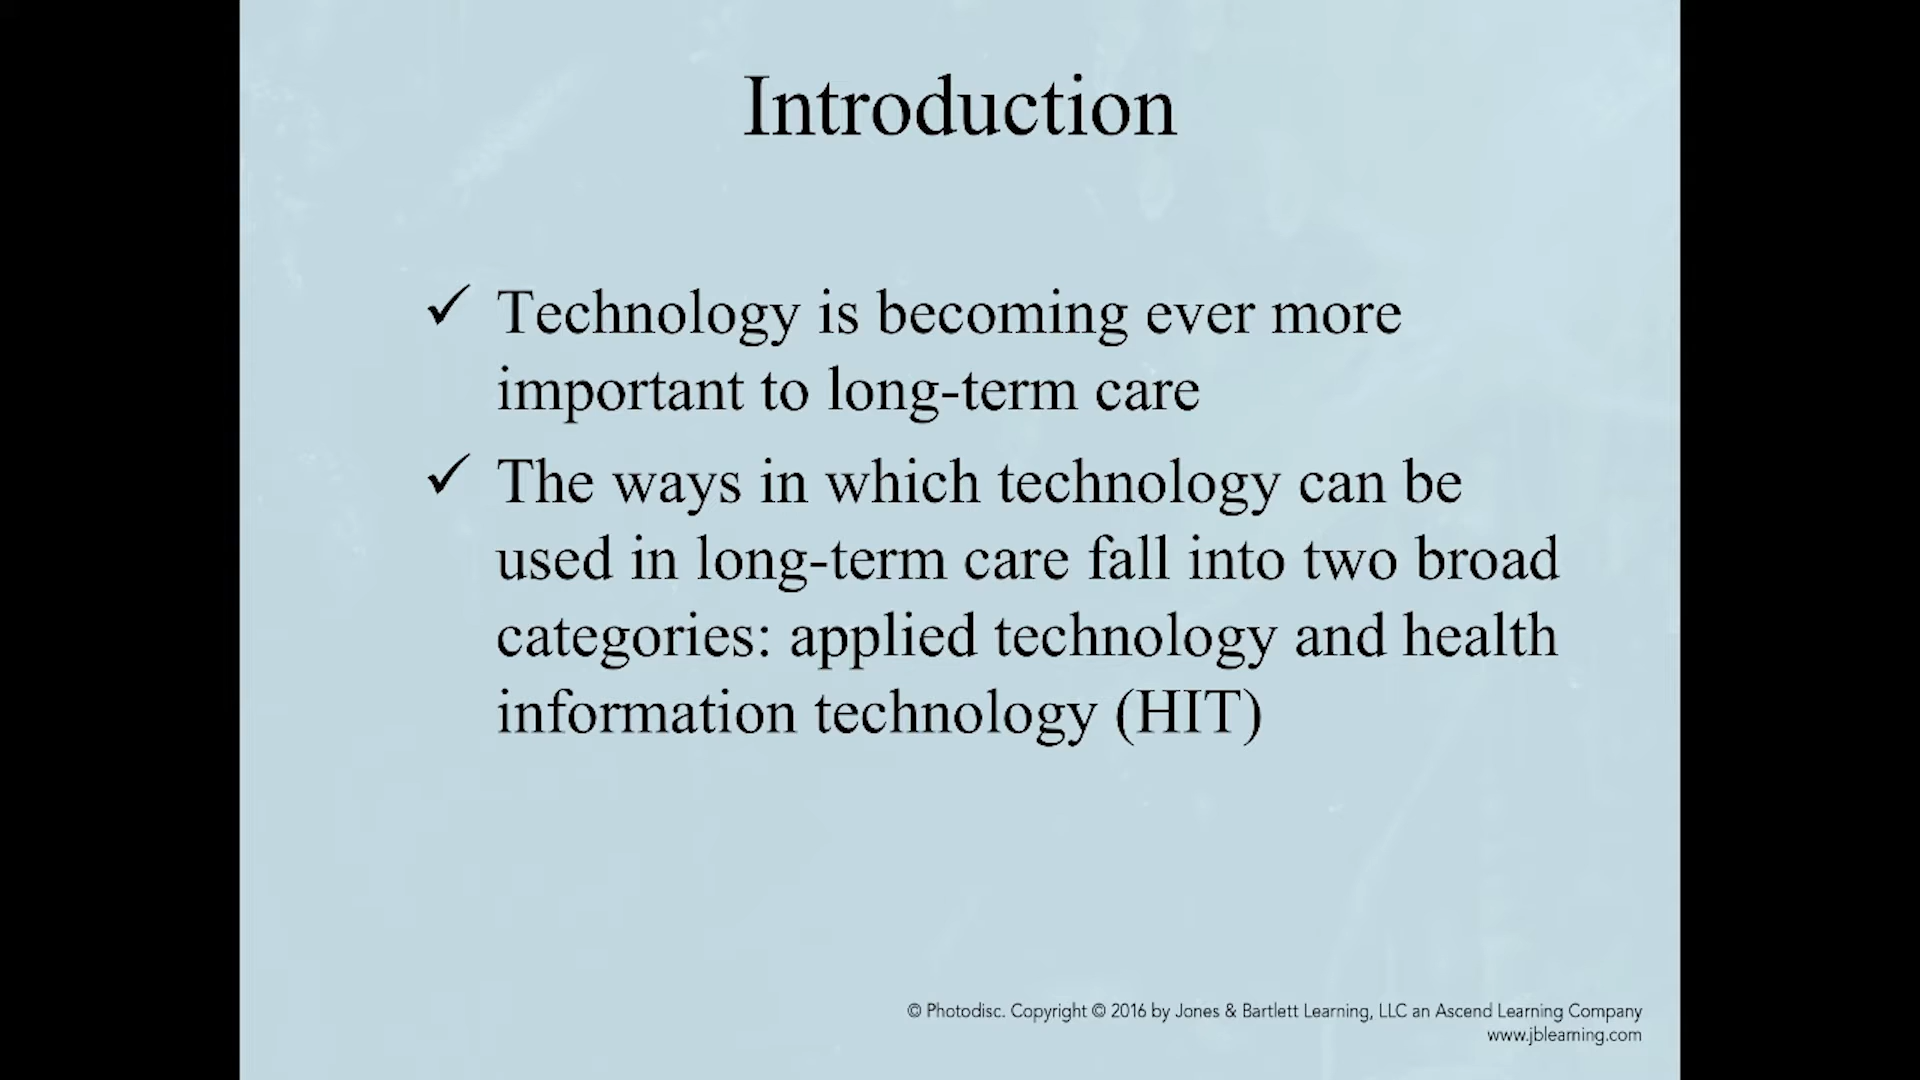 Introduction
✓ Technology is becoming ever more
important to long-term care
✓ The ways in which technology can be
used in long-term care fall into two broad
categories: applied technology and health
information technology (HIT)
© Photodisc. Copyright © 2016 by Jones & Bartlett Learning, LLC an Ascend Learning Company
www.jblearning.com